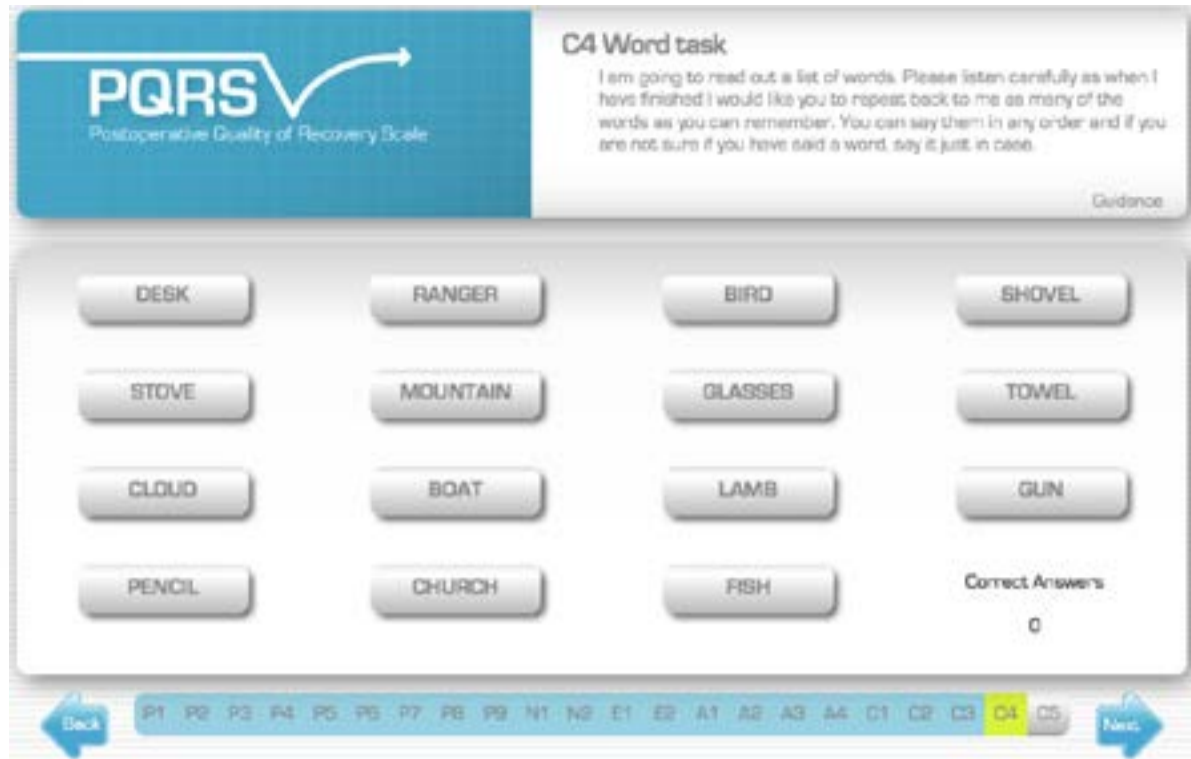 PQRS
Postoperative Quality of Recovery Scale
C4 Word task
I am going to read out a list of words. Please listen carefully as when I
have finished I would like you to repeat back to me as many of the
words as you can remember. You can say them in any order and if you
are not sure if you have said a word, say it just in case.
Guidance
DESK RANGER BIRD SHOVEL
STOVE MOUNTAIN GLASSES TOWEL
CLOUD BOAT LAMB GUN
PENCIL CHURCH FISH Correct Answers
0
Back P1 P2 P3 P4 P5 P6 P7 P8 P9 N1 N2 E1 E2 A1 A2 A3 A4 C1 C2 C3 C4 C5 Next